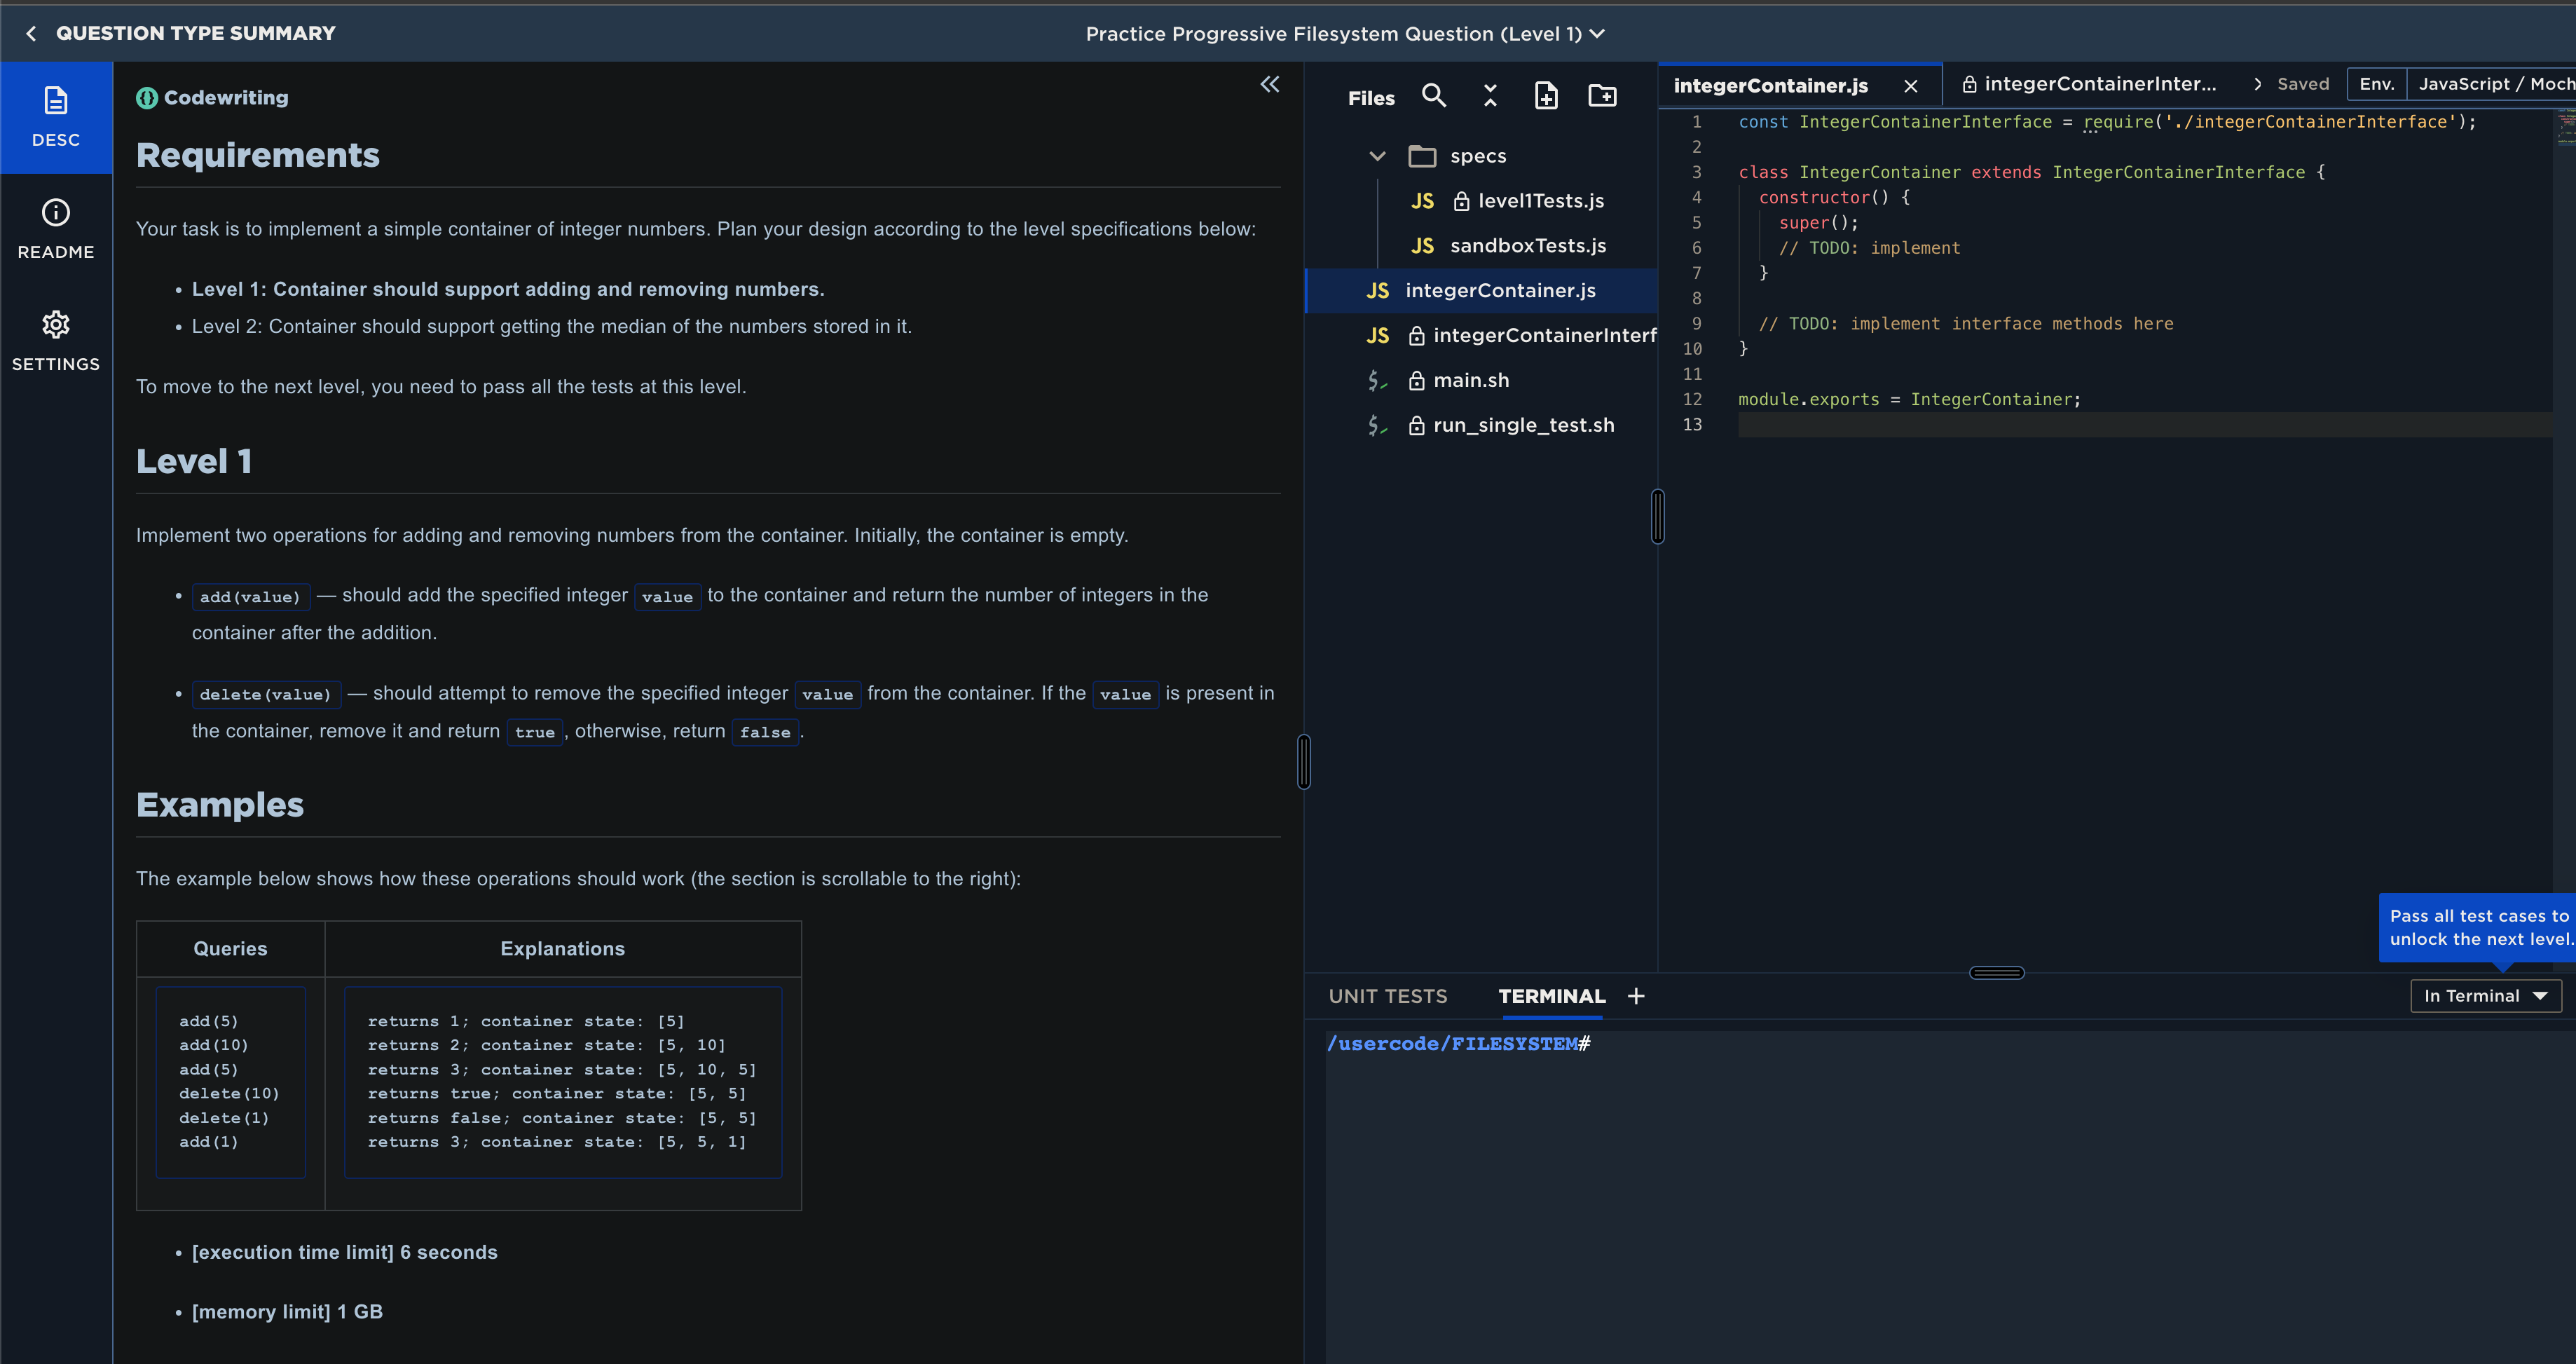 QUESTION TYPE SUMMARY
Practice Progressive Filesystem Question (Level 1)
DESC
README
SETTINGS
Codewriting
Requirements
Your task is to implement a simple container of integer numbers. Plan your design according to the level specifications below:
• Level 1: Container should support adding and removing numbers.
• Level 2: Container should support getting the median of the numbers stored in it.
To move to the next level, you need to pass all the tests at this level.
Level 1
Implement two operations for adding and removing numbers from the container. Initially, the container is empty.
• add(value) — should add the specified integer value to the container and return the number of integers in the
container after the addition.
• delete(value) — should attempt to remove the specified integer value from the container. If the value is present in
the container, remove it and return true, otherwise, return false.
Examples
The example below shows how these operations should work (the section is scrollable to the right):
Queries Explanations
add(5) returns 1; container state: [5]
add(10) returns 2; container state: [5, 10]
add(5) returns 3; container state: [5, 10, 5]
delete(10) returns true; container state: [5, 5]
delete(1) returns false; container state: [5, 5]
add(1) returns 3; container state: [5, 5, 1]
• [execution time limit] 6 seconds
• [memory limit] 1 GB
Files
specs
JS level1Tests.js
JS sandboxTests.js
JS integerContainer.js
JS integerContainerInterf
$ main.sh
$ run_single_test.sh
integerContainer.js
integerContainerInter...
Saved
Env.
JavaScript / Moch
1 const IntegerContainerInterface = require('./integerContainerInterface');
2
3 class IntegerContainer extends IntegerContainerInterface {
4 constructor() {
5 super();
6 // TODO: implement
7 }
8
9 // TODO: implement interface methods here
10 }
11
12 module.exports = IntegerContainer;
13
Pass all test cases to
unlock the next level.
UNIT TESTS
TERMINAL
In Terminal
/usercode/FILESYSTEM#